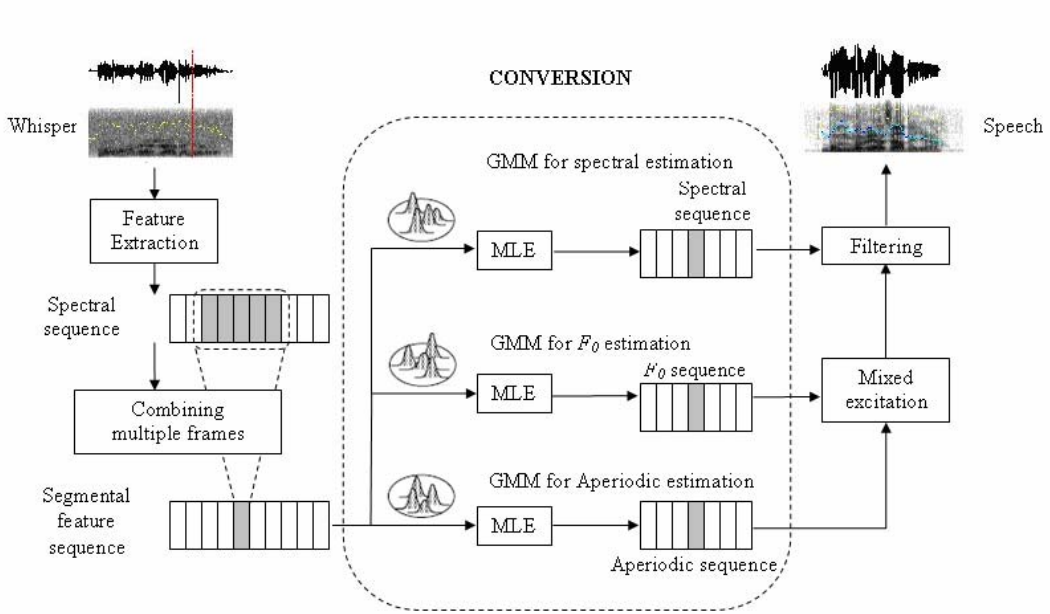 CONVERSION
Whisper
Speech
GMM for spectral estimation
Spectral
sequence
Feature
Extraction
MLE
Filtering
Spectral
sequence
GMM for F0 estimation
F0 sequence
MLE
Mixed
excitation
Combining
multiple frames
GMM for Aperiodic estimation
Segmental
feature
sequence
MLE
Aperiodic sequence